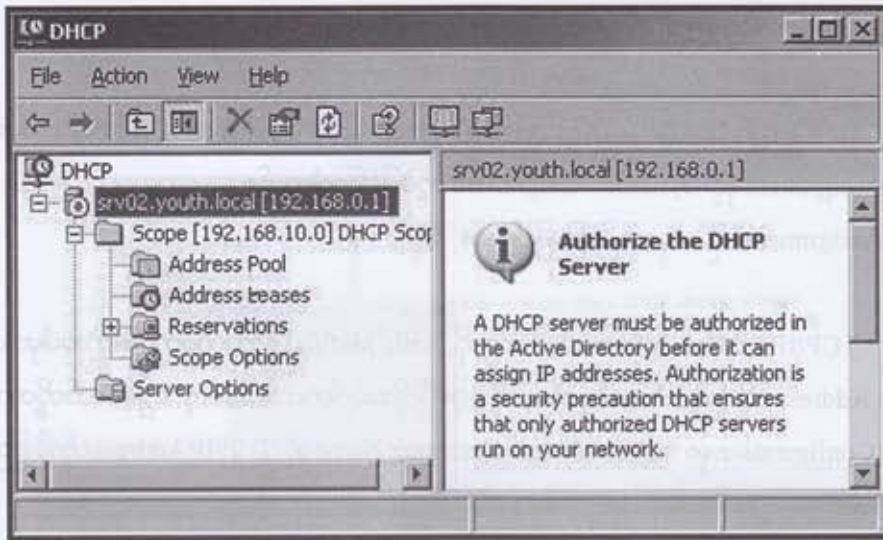 DHCP
File Action View Help
DHCP
srv02.youth.local [192.168.0.1]
Scope [192.168.10.0] DHCP Scop
Address Pool
Address Leases
Reservations
Scope Options
Server Options
srv02.youth.local [192.168.0.1]
Authorize the DHCP
Server
A DHCP server must be authorized in
the Active Directory before it can
assign IP addresses. Authorization is
a security precaution that ensures
that only authorized DHCP servers
run on your network.